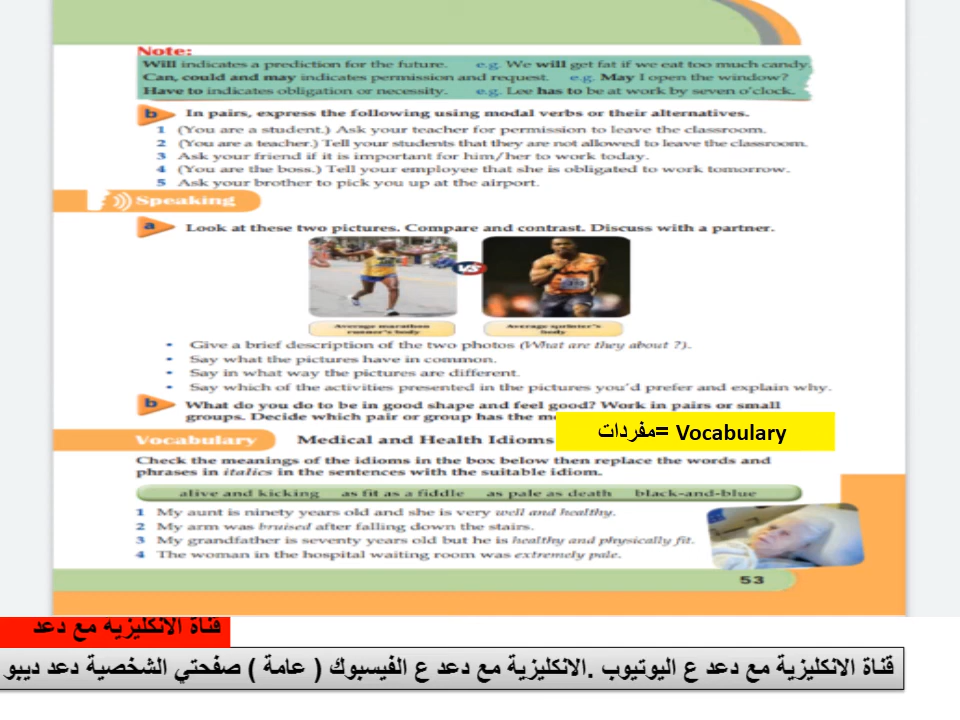 Note:
Will indicates a prediction for the future. e.g. We will get fat if we eat too much candy.
Can, could and may indicates permission and request. e.g. May I open the window?
Have to indicates obligation or necessity. e.g. Lee has to be at work by seven o'clock.
b In pairs, express the following using modal verbs or their alternatives.
1 (You are a student.) Ask your teacher for permission to leave the classroom.
2 (You are a teacher.) Tell your students that they are not allowed to leave the classroom.
3 Ask your friend if it is important for him/her to work today.
4 (You are the boss.) Tell your employee that she is obligated to work tomorrow.
5 Ask your brother to pick you up at the airport.
Speaking
a Look at these two pictures. Compare and contrast. Discuss with a partner.
VS
Average marathon runner's body
Average sprinter's body
• Give a brief description of the two photos (What are they about ?).
• Say what the pictures have in common.
• Say in what way the pictures are different.
• Say which of the activities presented in the pictures you'd prefer and explain why.
b What do you do to be in good shape and feel good? Work in pairs or small
groups. Decide which pair or group has the
مفردات= Vocabulary
Vocabulary Medical and Health Idioms
Check the meanings of the idioms in the box below then replace the words and
phrases in italics in the sentences with the suitable idiom.
alive and kicking as fit as a fiddle as pale as death black-and-blue
1 My aunt is ninety years old and she is very well and healthy.
2 My arm was bruised after falling down the stairs.
3 My grandfather is seventy years old but he is healthy and physically fit.
4 The woman in the hospital waiting room was extremely pale.
53
قناة الانكليزية مع دعد
قناة الانكليزية مع دعد ع اليوتيوب .الانكليزية مع دعد ع الفيسبوك ( عامة ) صفحتي الشخصية دعد ديبو